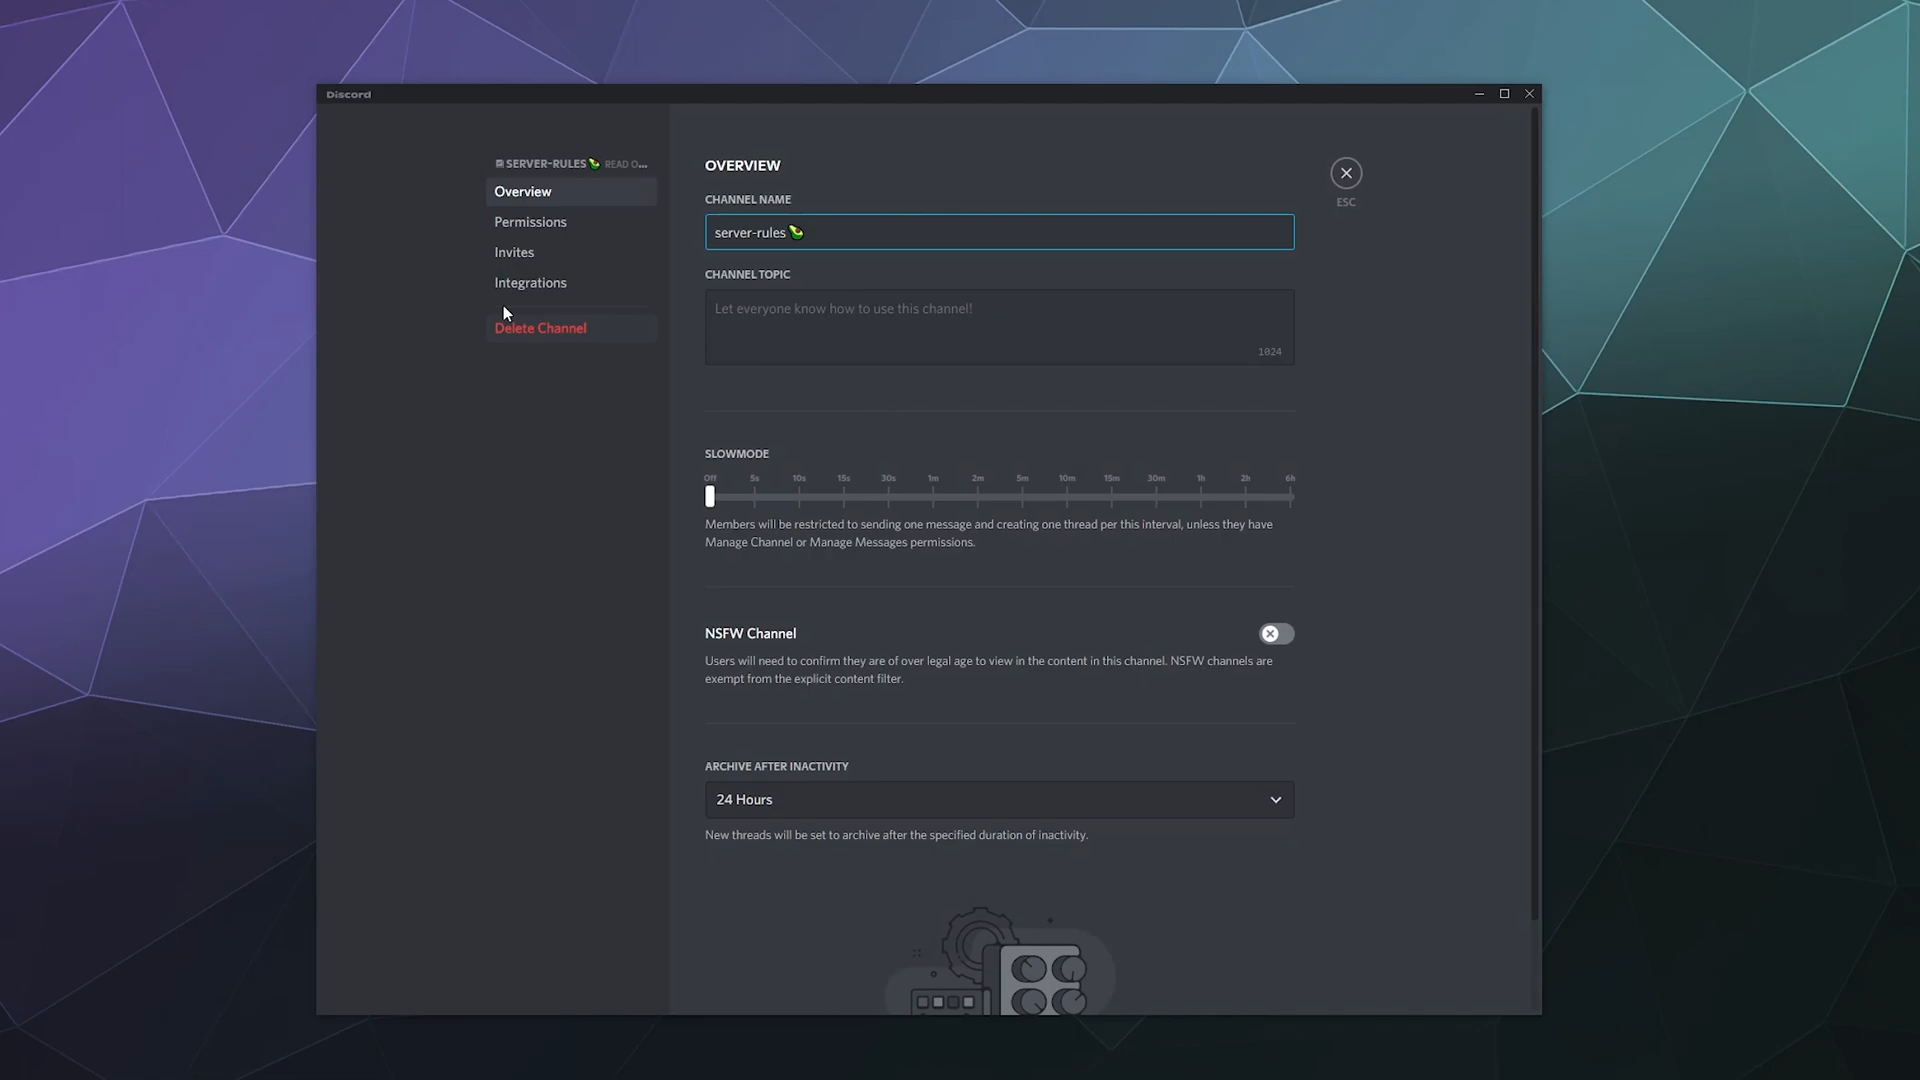 Discord
SERVER-RULES🥑 READ O...
Overview
Permissions
Invites
Integrations
Delete Channel
OVERVIEW
CHANNEL NAME
server-rules🥑
CHANNEL TOPIC
Let everyone know how to use this channel!
1024
ESC
SLOWMODE
Off 5s 10s 15s 30s 1m 2m 5m 10m 15m 30m 1h 2h 6h
Members will be restricted to sending one message and creating one thread per this interval, unless they have
Manage Channel or Manage Messages permissions.
NSFW Channel
Users will need to confirm they are of over legal age to view in the content in this channel. NSFW channels are
exempt from the explicit content filter.
ARCHIVE AFTER INACTIVITY
24 Hours
New threads will be set to archive after the specified duration of inactivity.